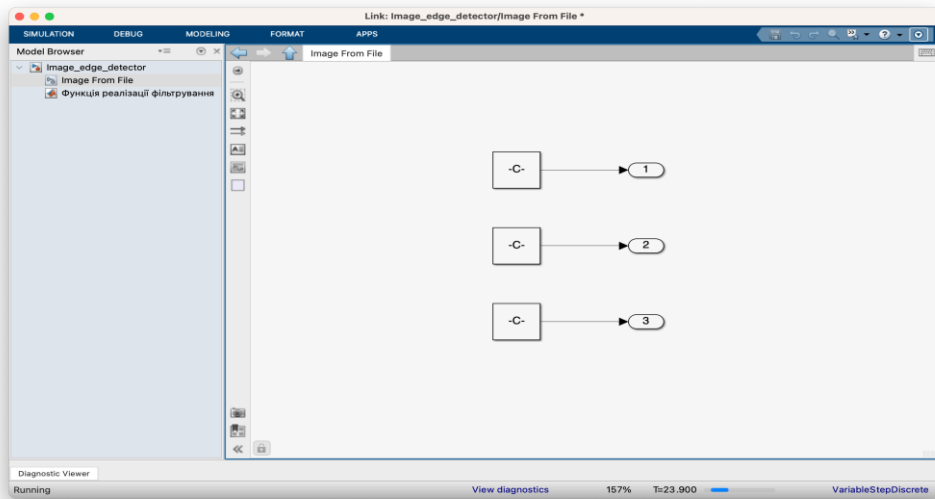 Link: Image_edge_detector/Image From File *
SIMULATION DEBUG MODELING FORMAT APPS
Model Browser
Image From File
Image_edge_detector
Image From File
Функція реалізації фільтрування
-C- 1
-C- 2
-C- 3
Diagnostic Viewer
Running View diagnostics 157% T=23.900 VariableStepDiscrete